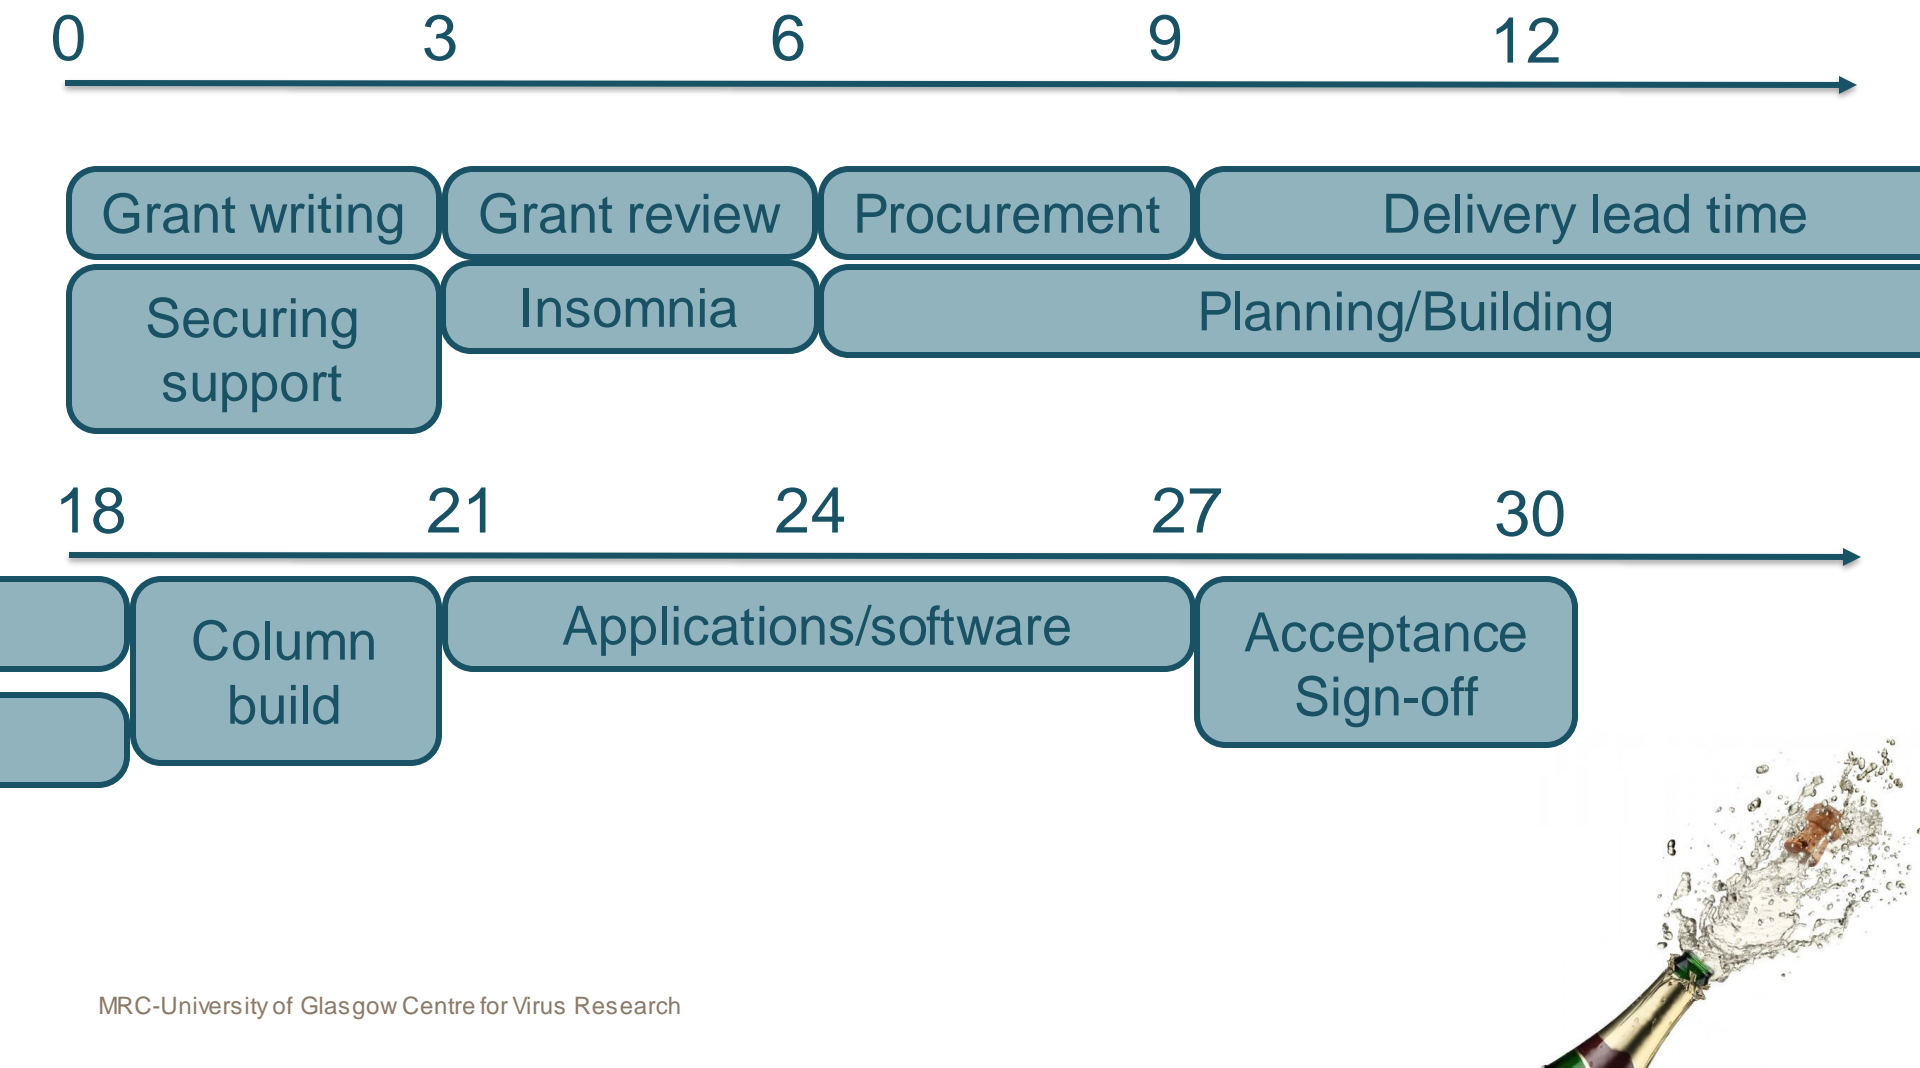 0 3 6 9 12
Grant writing Grant review Procurement Delivery lead time
Securing
support
Insomnia
Planning/Building
18 21 24 27 30
Column
build
Applications/software
Acceptance
Sign-off
MRC-University of Glasgow Centre for Virus Research